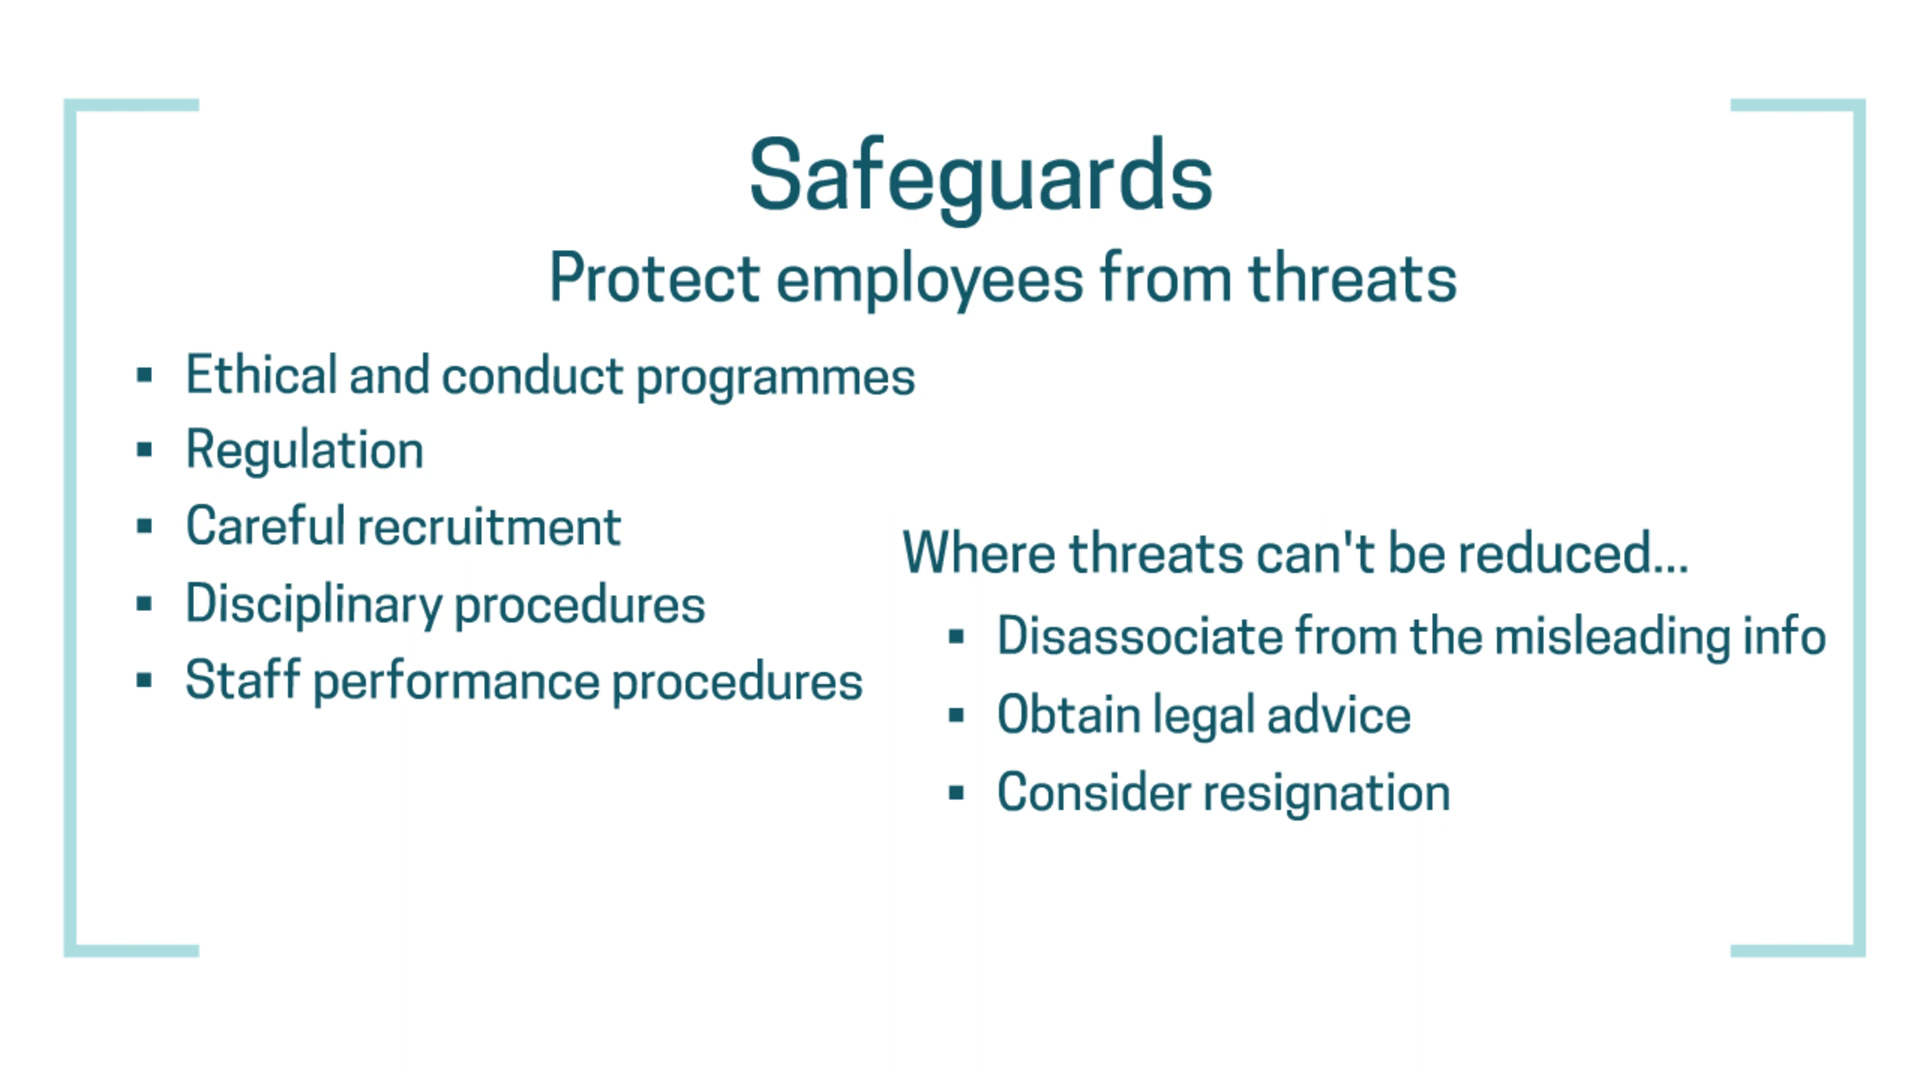 Safeguards
Protect employees from threats
▪ Ethical and conduct programmes
▪ Regulation
▪ Careful recruitment
▪ Disciplinary procedures
▪ Staff performance procedures
Where threats can't be reduced...
▪ Disassociate from the misleading info
▪ Obtain legal advice
▪ Consider resignation